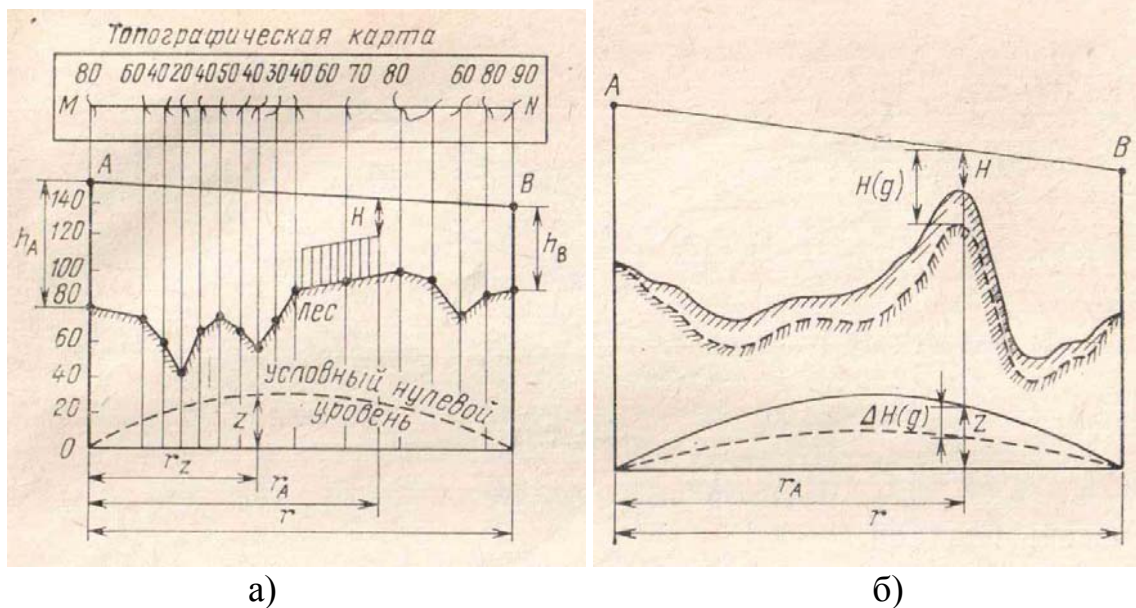 Топографическая карта
80 60 40 20 40 50 40 30 40 60 70 80 60 80 90
M N
A
B
140
120
100
80
60
40
20
0
h_A
H
h_B
лес
условный нулевой
уровень
z
r_z
r_A
r
а)
A
B
H(g)
H
ΔH(g)
z
r_A
r
б)